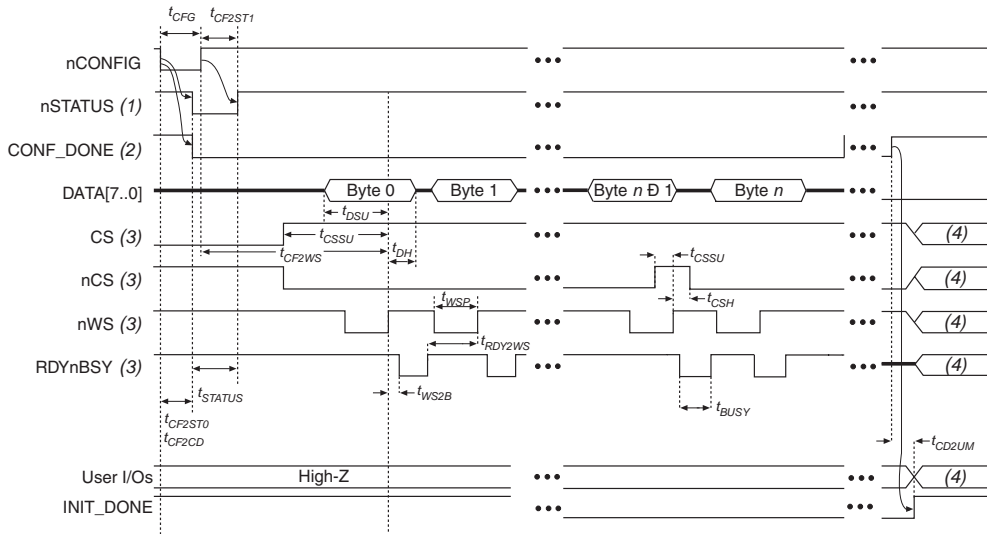 tCFG
tCF2ST1
nCONFIG
nSTATUS (1)
CONF_DONE (2)
DATA[7..0]
Byte 0
Byte 1
Byte n Ð 1
Byte n
tDSU
CS (3)
tCSSU
(4)
tCF2WS
tDH
tCSSU
nCS (3)
(4)
tWSP
tCSH
nWS (3)
(4)
tRDY2WS
RDYnBSY (3)
(4)
tSTATUS
tWS2B
tBUSY
tCF2ST0
tCF2CD
tCD2UM
User I/Os
High-Z
(4)
INIT_DONE